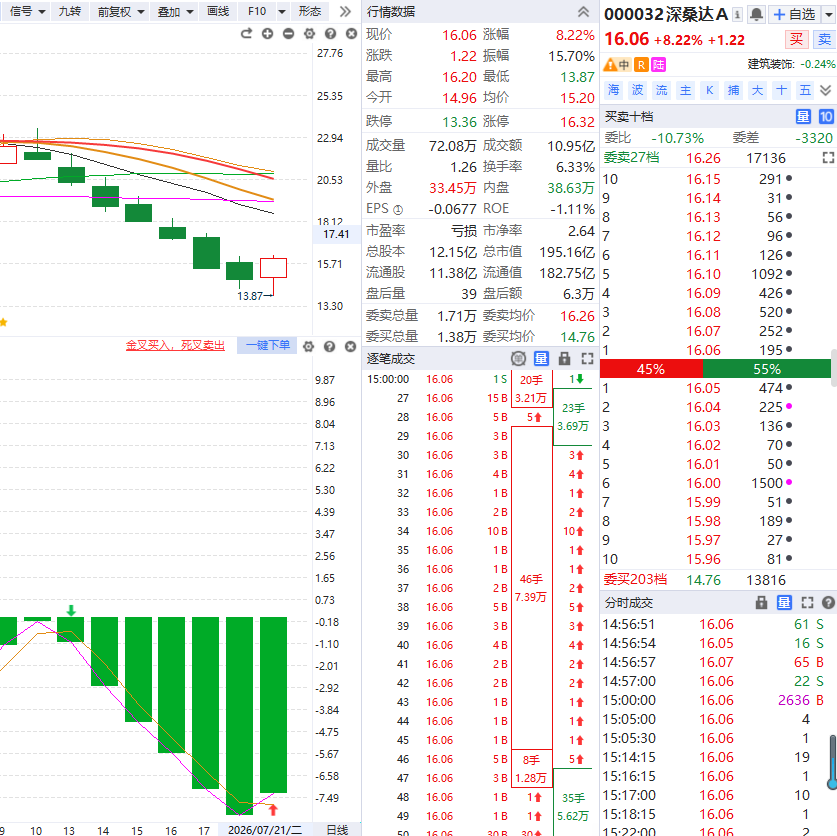 信号 九转 前复权 叠加 画线 F10 形态
27.76
25.35
22.94
20.53
18.12
17.41
15.71
13.87
13.30
金叉买入，死叉卖出 一键下单
9.87
8.96
8.04
7.13
6.22
5.30
4.39
3.47
2.56
1.65
0.73
-0.18
-1.10
-2.01
-2.92
-3.84
-4.75
-5.67
-6.58
-7.49
9 10 13 14 15 16 17 2026/07/21/二 日线
行情数据
现价 16.06 涨幅 8.22%
涨跌 1.22 振幅 15.70%
最高 16.20 最低 13.87
今开 14.96 均价 15.20
跌停 13.36 涨停 16.32
成交量 72.08万 成交额 10.95亿
量比 1.26 换手率 6.33%
外盘 33.45万 内盘 38.63万
EPS -0.0677 ROE -1.11%
市盈率 亏损 市净率 2.64
总股本 12.15亿 总市值 195.16亿
流通股 11.38亿 流通值 182.75亿
盘后量 39 盘后额 6.3万
委卖总量 1.71万 委卖均价 16.26
委买总量 1.38万 委买均价 14.76
逐笔成交 量
15:00:00 16.06 1 S 20手 1
27 16.06 15 B 3.21万
28 16.06 5 B 5 23手
29 16.06 3 B 3.69万
30 16.06 3 B 3
31 16.06 4 B 4
32 16.06 1 B 1
33 16.06 2 B 2
34 16.06 10 B 10
35 16.06 1 B 1
36 16.06 1 B 46手 1
37 16.06 2 B 7.39万 2
38 16.06 5 B 5
39 16.06 3 B 3
40 16.06 4 B 4
41 16.06 2 B 2
42 16.06 2 B 2
43 16.06 1 B 1
44 16.06 1 B 1
45 16.06 1 B 1
46 16.06 5 B 8手 5
47 16.06 3 B 1.28万
48 16.06 1 B 1 35手
49 16.06 1 B 1 5.62万
50 16.06 30 B 30
000032 深桑达A 自选
16.06 +8.22% +1.22 买 卖
中 R 陆 建筑装饰: -0.24%
海 波 流 主 K 捕 大 十 五
买卖十档 量 10
委比 -10.73% 委差 -3320
委卖27档 16.26 17136
10 16.15 291
9 16.14 31
8 16.13 56
7 16.12 96
6 16.11 126
5 16.10 1092
4 16.09 426
3 16.08 520
2 16.07 252
1 16.06 195
45% 55%
1 16.05 474
2 16.04 225
3 16.03 136
4 16.02 70
5 16.01 50
6 16.00 1500
7 15.99 51
8 15.98 189
9 15.97 27
10 15.96 81
委买203档 14.76 13816
分时成交 量
14:56:51 16.06 61 S
14:56:54 16.05 16 S
14:56:57 16.07 65 B
14:57:00 16.06 22 S
15:00:00 16.06 2636 B
15:05:00 16.06 4
15:05:30 16.06 1
15:14:15 16.06 19
15:16:15 16.06 1
15:17:00 16.06 10
15:18:15 16.06 1
15:22:00 16.06 2